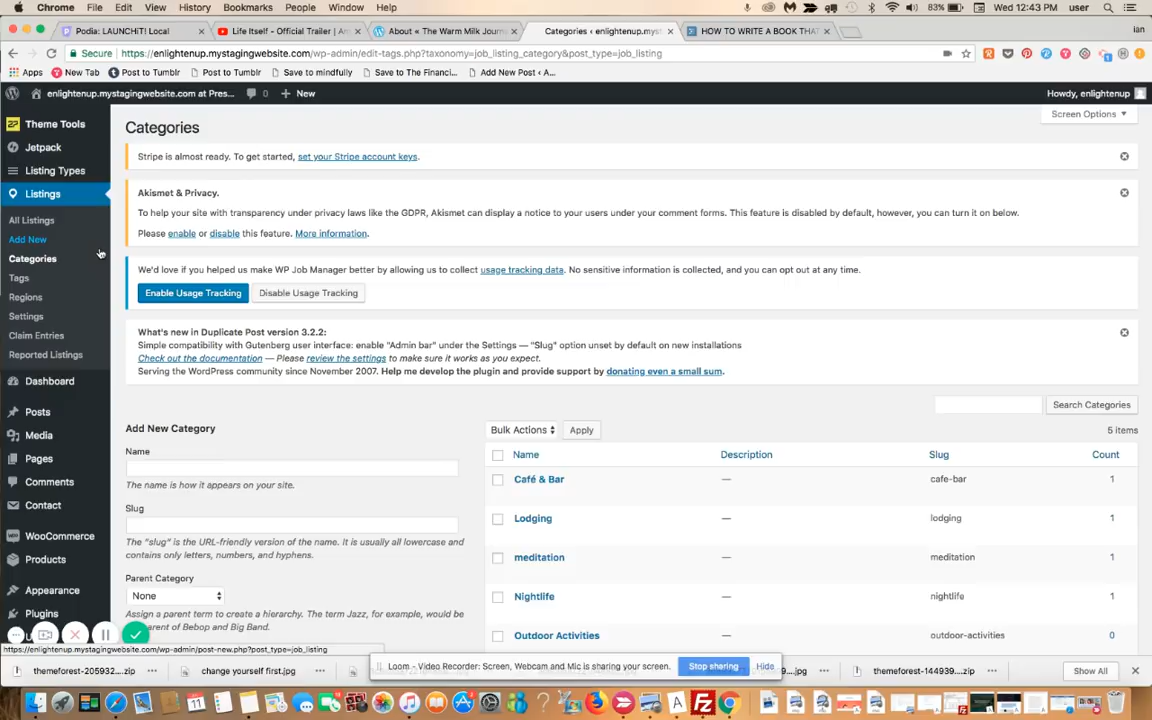 Chrome File Edit View History Bookmarks People Window Help 83% Wed 12:43 PM user
Podia: LAUNCHiT! Local × Life Itself - Official Trailer | An × About « The Warm Milk Journal × Categories ‹ enlightenup.mysta × HOW TO WRITE A BOOK THAT × Ian
Secure https://enlightenup.mystagingwebsite.com/wp-admin/edit-tags.php?taxonomy=job_listing_category&post_type=job_listing
Apps New Tab Post to Tumblr Post to Tumblr Save to mindfully Save to The Financi... Add New Post ‹ A...
enlightenup.mystagingwebsite.com at Pres... 0 + New Howdy, enlightenup
Theme Tools
Jetpack
Listing Types
Listings
All Listings
Add New
Categories
Tags
Regions
Settings
Claim Entries
Reported Listings
Dashboard
Posts
Media
Pages
Comments
Contact
WooCommerce
Products
Appearance
Plugins
Screen Options
Categories
Stripe is almost ready. To get started, set your Stripe account keys.
Akismet & Privacy.
To help your site with transparency under privacy laws like the GDPR, Akismet can display a notice to your users under your comment forms. This feature is disabled by default, however, you can turn it on below.
Please enable or disable this feature. More information.
We'd love if you helped us make WP Job Manager better by allowing us to collect usage tracking data. No sensitive information is collected, and you can opt out at any time.
Enable Usage Tracking Disable Usage Tracking
What's new in Duplicate Post version 3.2.2:
Simple compatibility with Gutenberg user interface: enable "Admin bar" under the Settings — "Slug" option unset by default on new installations
Check out the documentation — Please review the settings to make sure it works as you expect.
Serving the WordPress community since November 2007. Help me develop the plugin and provide support by donating even a small sum.
Search Categories
Add New Category
Name
The name is how it appears on your site.
Slug
The "slug" is the URL-friendly version of the name. It is usually all lowercase and
contains only letters, numbers, and hyphens.
Parent Category
None
Assign a parent term to create a hierarchy. The term Jazz, for example, would be
parent of Bebop and Big Band.
Bulk Actions Apply 5 items
Name Description Slug Count
Café & Bar — cafe-bar 1
Lodging — lodging 1
meditation — meditation 1
Nightlife — nightlife 1
Outdoor Activities — outdoor-activities 0
https://enlightenup.mystagingwebsite.com/wp-admin/post-new.php?post_type=job_listing
Loom - Video Recorder: Screen, Webcam and Mic is sharing your screen. Stop sharing Hide
themeforest-205932....zip change yourself first.jpg .jpg themeforest-144939....zip Show All